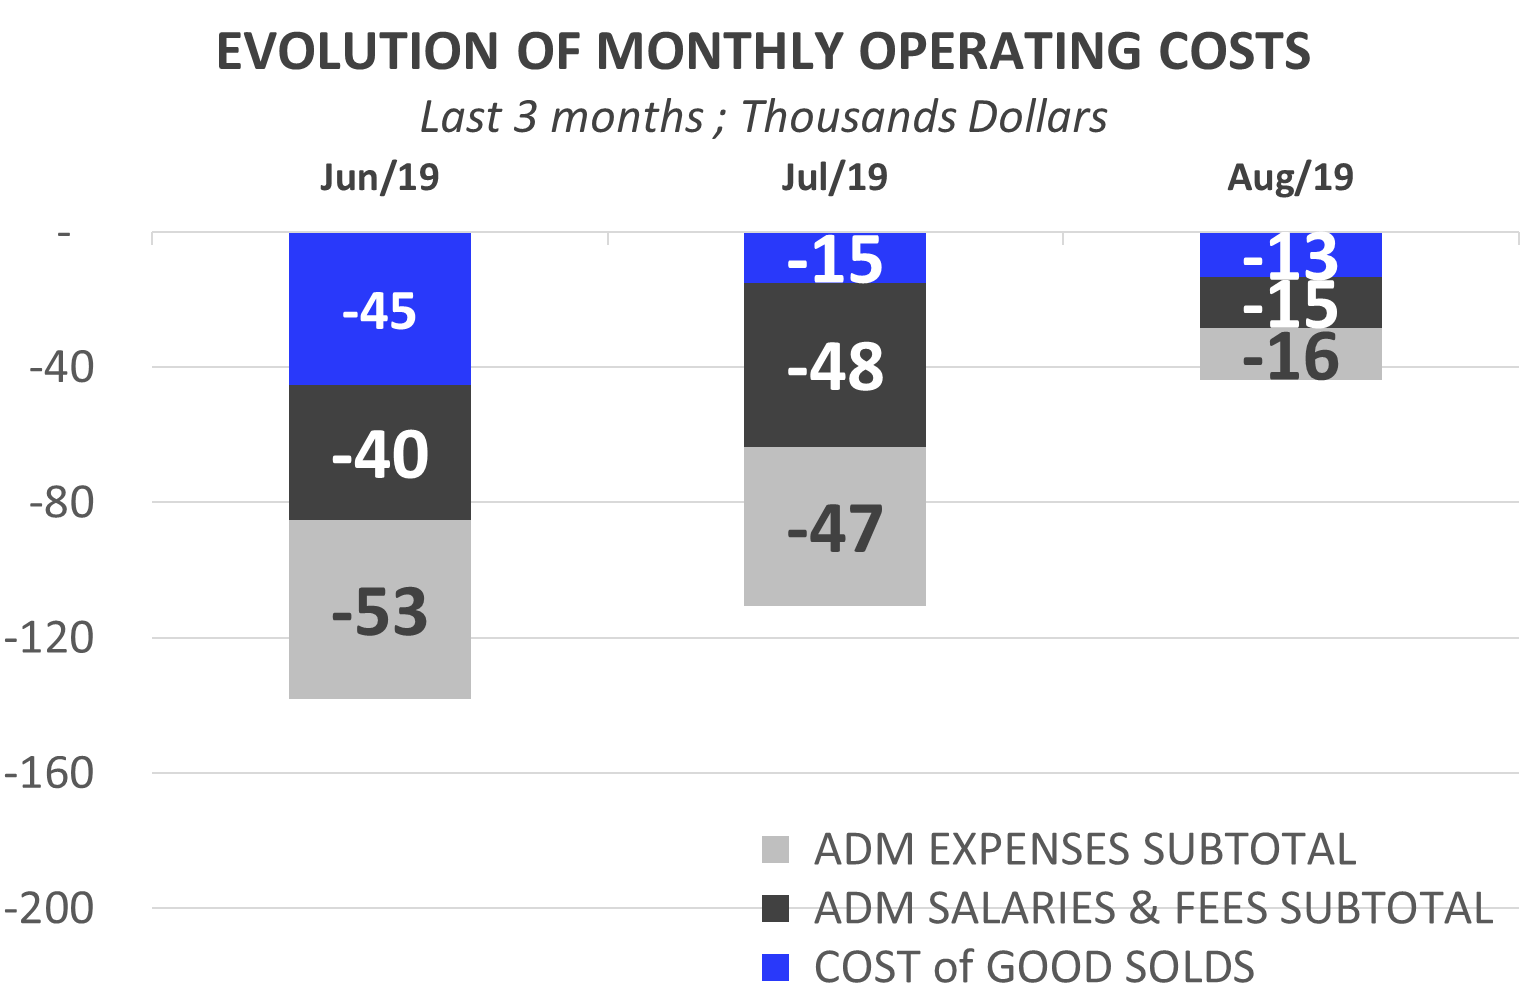 EVOLUTION OF MONTHLY OPERATING COSTS
Last 3 months ; Thousands Dollars
Jun/19 Jul/19 Aug/19
-
-40
-80
-120
-160
-200
-45
-40
-53
-15
-48
-47
-13
-15
-16
ADM EXPENSES SUBTOTAL
ADM SALARIES & FEES SUBTOTAL
COST of GOOD SOLDS